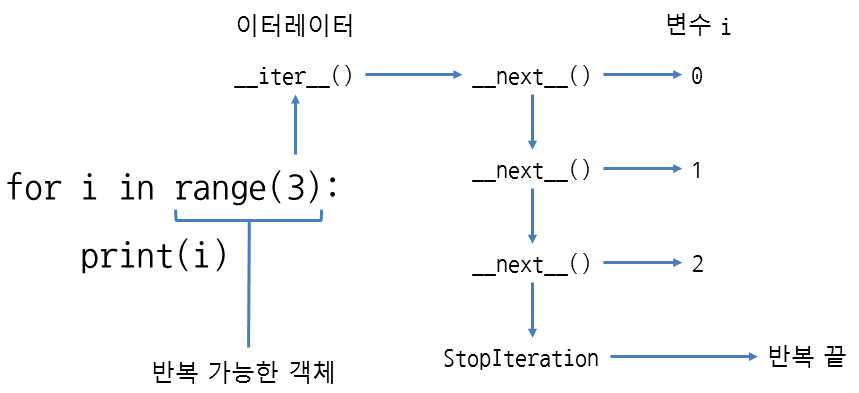 이터레이터
변수 i
__iter__()
__next__()
0
for i in range(3):
__next__()
1
print(i)
__next__()
2
StopIteration
반복 끝
반복 가능한 객체